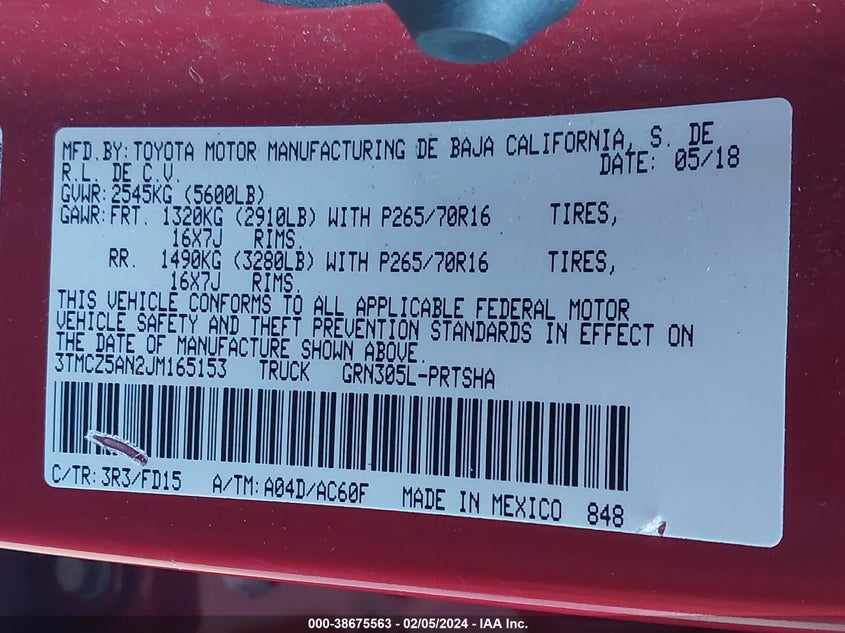 MFD.BY:TOYOTA MOTOR MANUFACTURING DE BAJA CALIFORNIA, S. DE
R.L. DE C.V. DATE: 05/18
GVWR:2545KG (5600LB)
GAWR:FRT. 1320KG (2910LB) WITH P265/70R16 TIRES,
16X7J RIMS.
RR. 1490KG (3280LB) WITH P265/70R16 TIRES,
16X7J RIMS.
THIS VEHICLE CONFORMS TO ALL APPLICABLE FEDERAL MOTOR
VEHICLE SAFETY AND THEFT PREVENTION STANDARDS IN EFFECT ON
THE DATE OF MANUFACTURE SHOWN ABOVE.
3TMCZ5AN2JM165153 TRUCK GRN305L-PRTSHA
C/TR:3R3/FD15 A/TM:A04D/AC60F MADE IN MEXICO 848
000-38675563 - 02/05/2024 - IAA Inc.